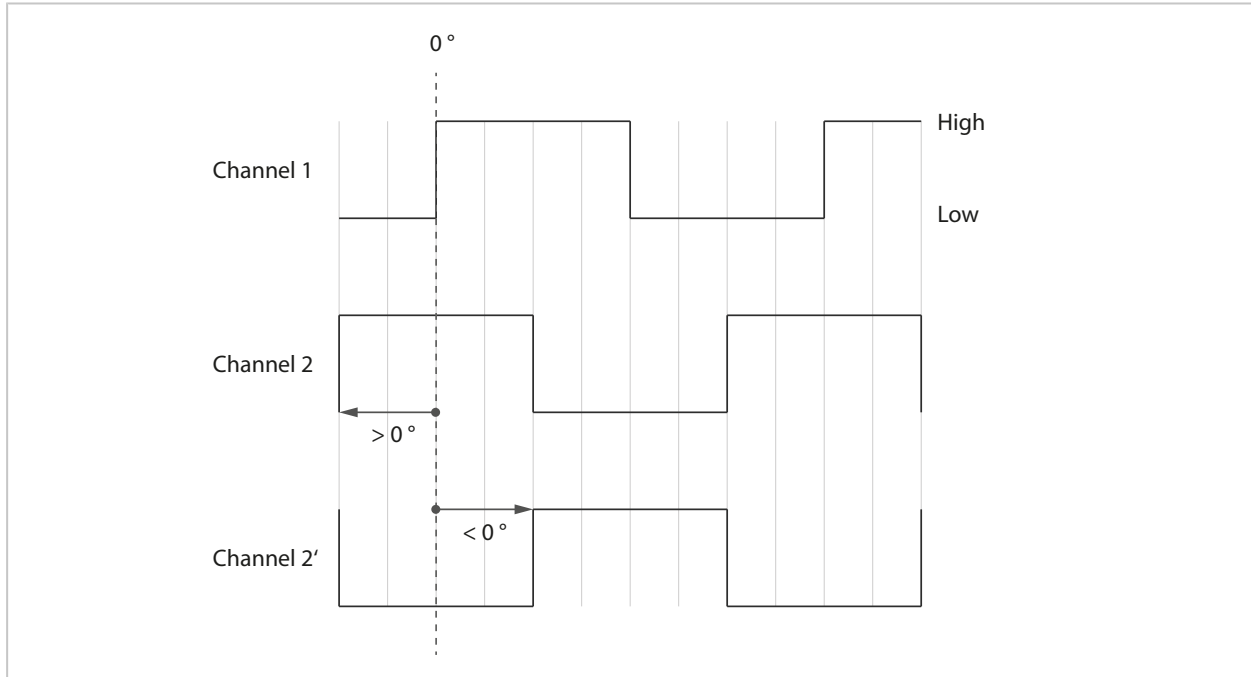 0 °
High
Channel 1
Low
Channel 2
> 0 °
< 0 °
Channel 2‘